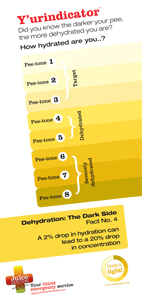 Y'urindicator™
Did you know the darker your pee,
the more dehydrated you are?
How hydrated are you..?
Pee-tone 1
Pee-tone 2
Pee-tone 3
Target
Pee-tone 4
Pee-tone 5
Dehydrated
Pee-tone 6
Pee-tone 7
Pee-tone 8
Severely
dehydrated
Dehydration: The Dark Side
Fact No. 4
A 2% drop in hydration can
lead to a 20% drop
in concentration
Juice
Your thirst
emergency service